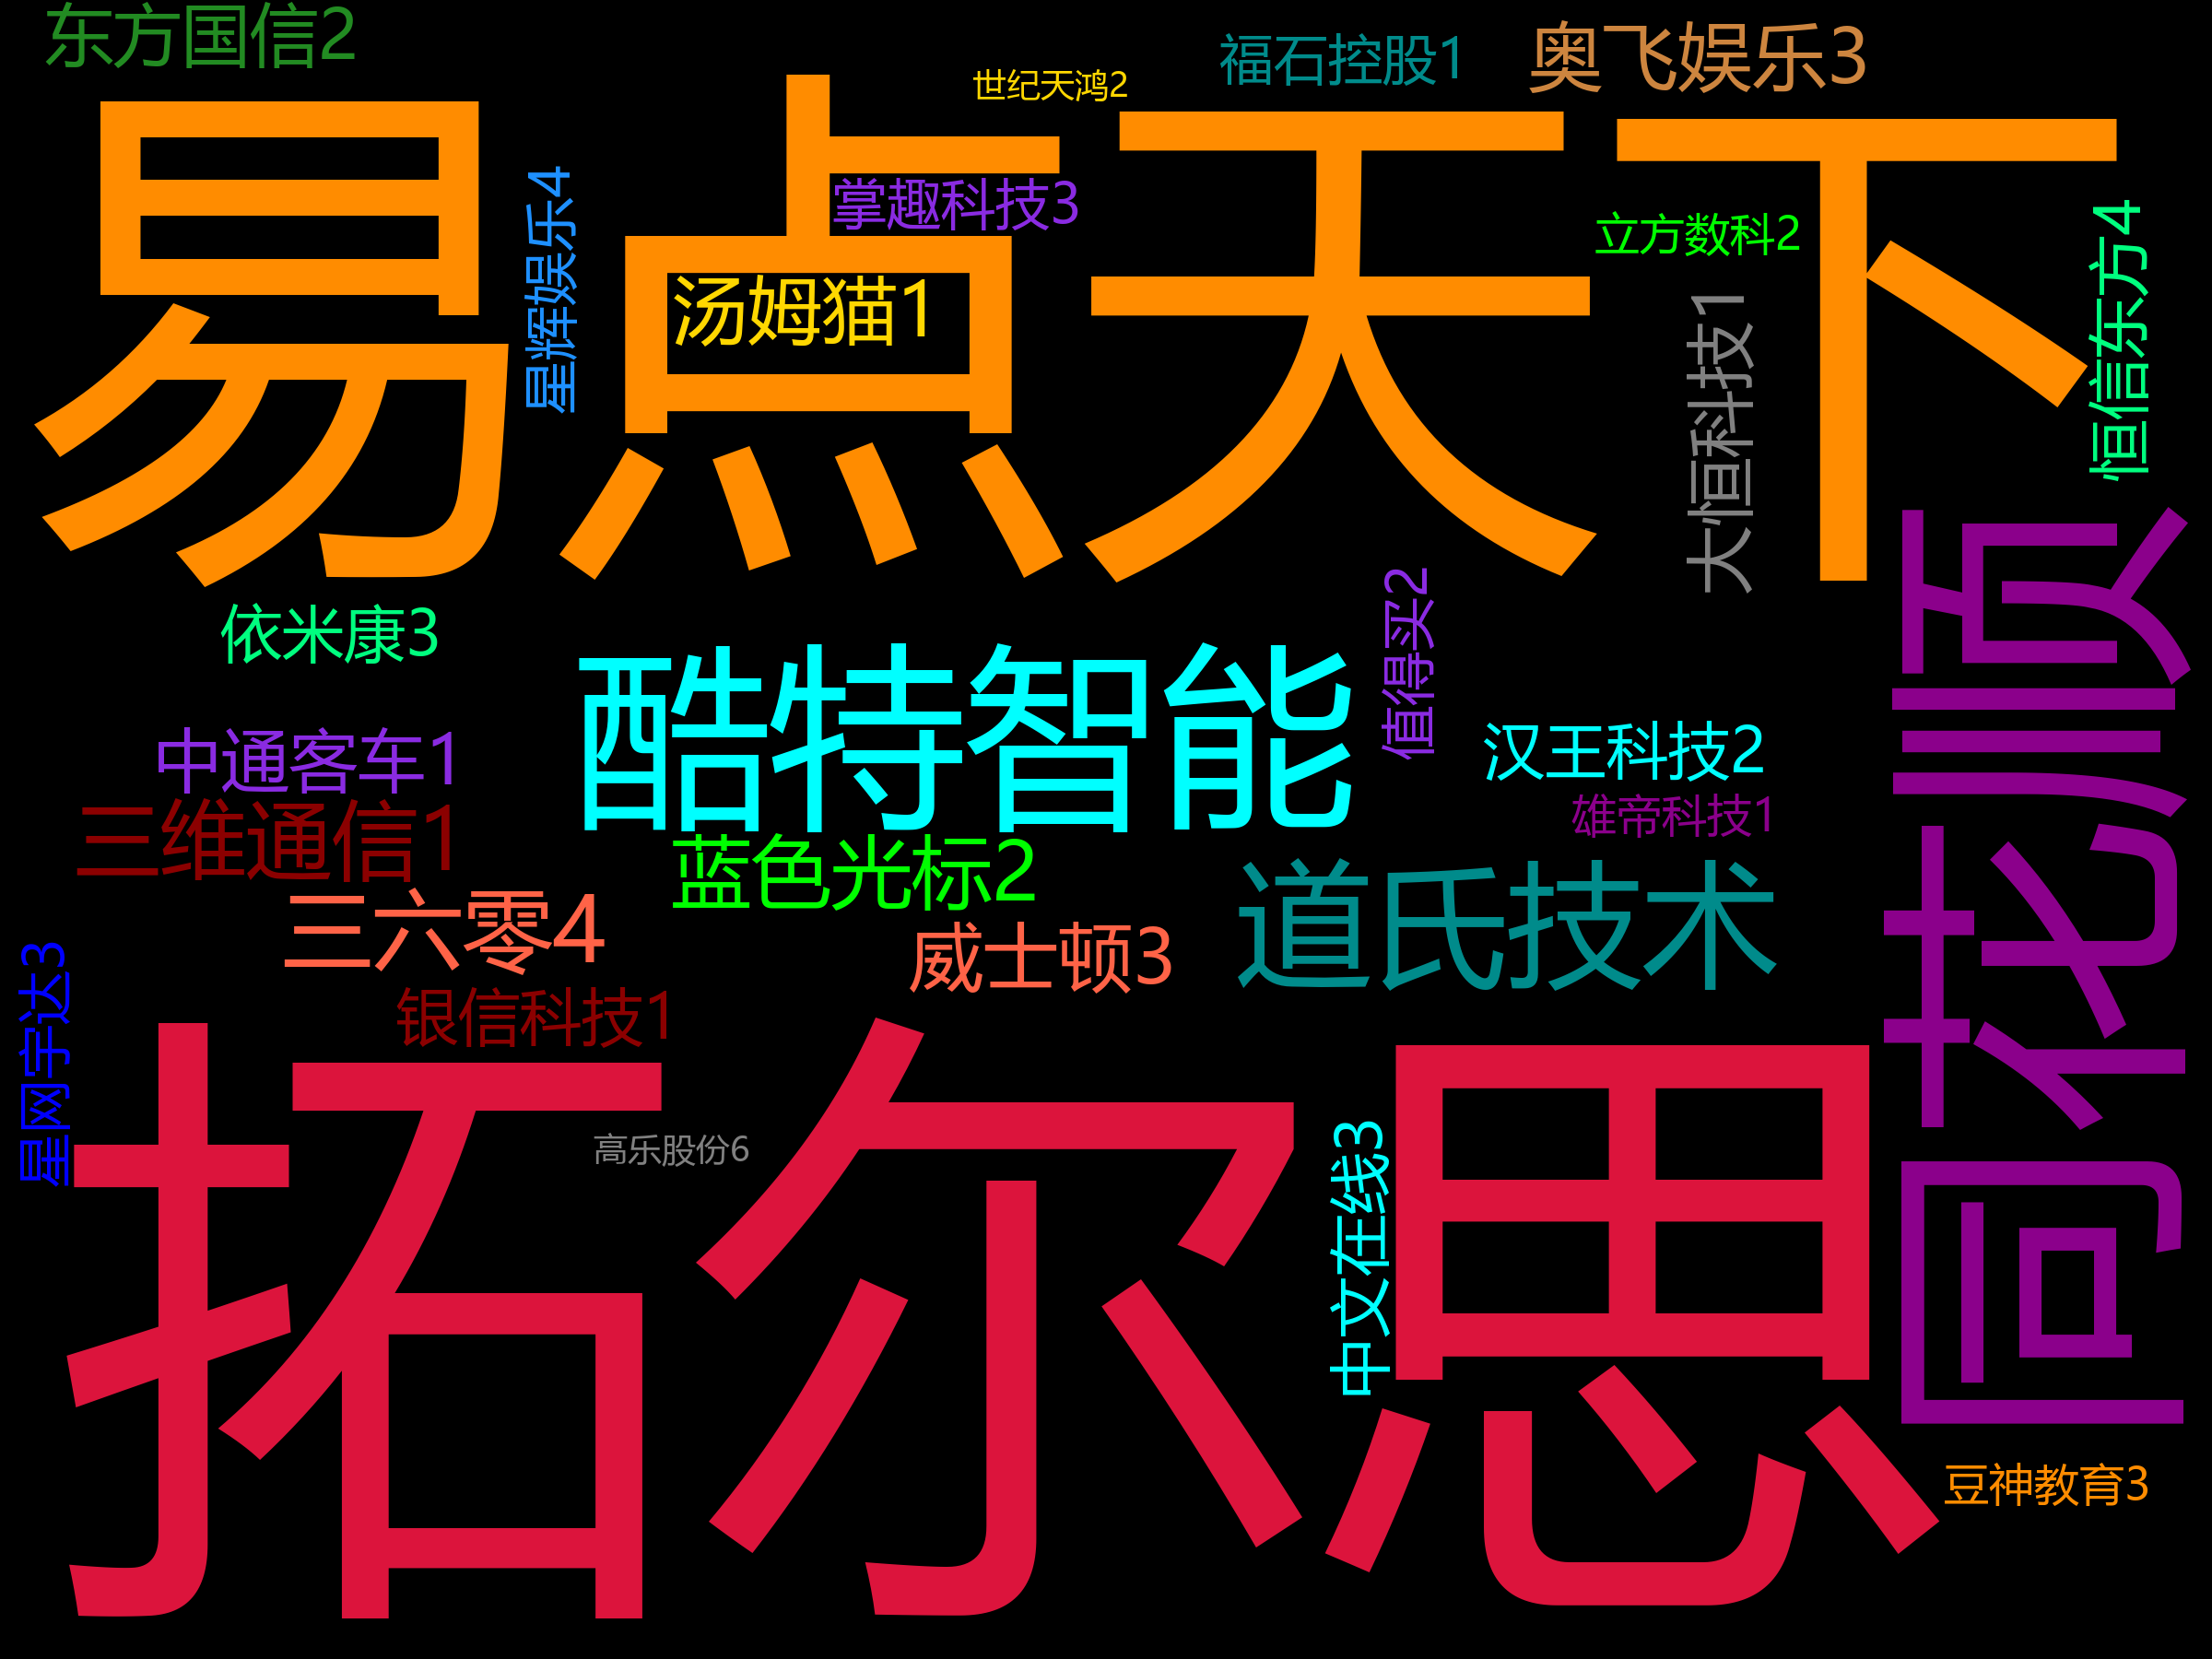 东方国信2
奥飞娱乐3
福石控股1
世纪天鸿2
易点天下
掌趣科技3
星辉娱乐4
恒信东方4
立方数科2
汤姆猫1
大恒科技1
依米康3
酷特智能
值得买2
同花顺
中通客车1
汉王科技2
三维通信1
雄帝科技1
蓝色光标2
道氏技术
三六零4
威士顿3
银信科技1
星网宇达3
拓尔思
高乐股份6
中文在线3
豆神教育3